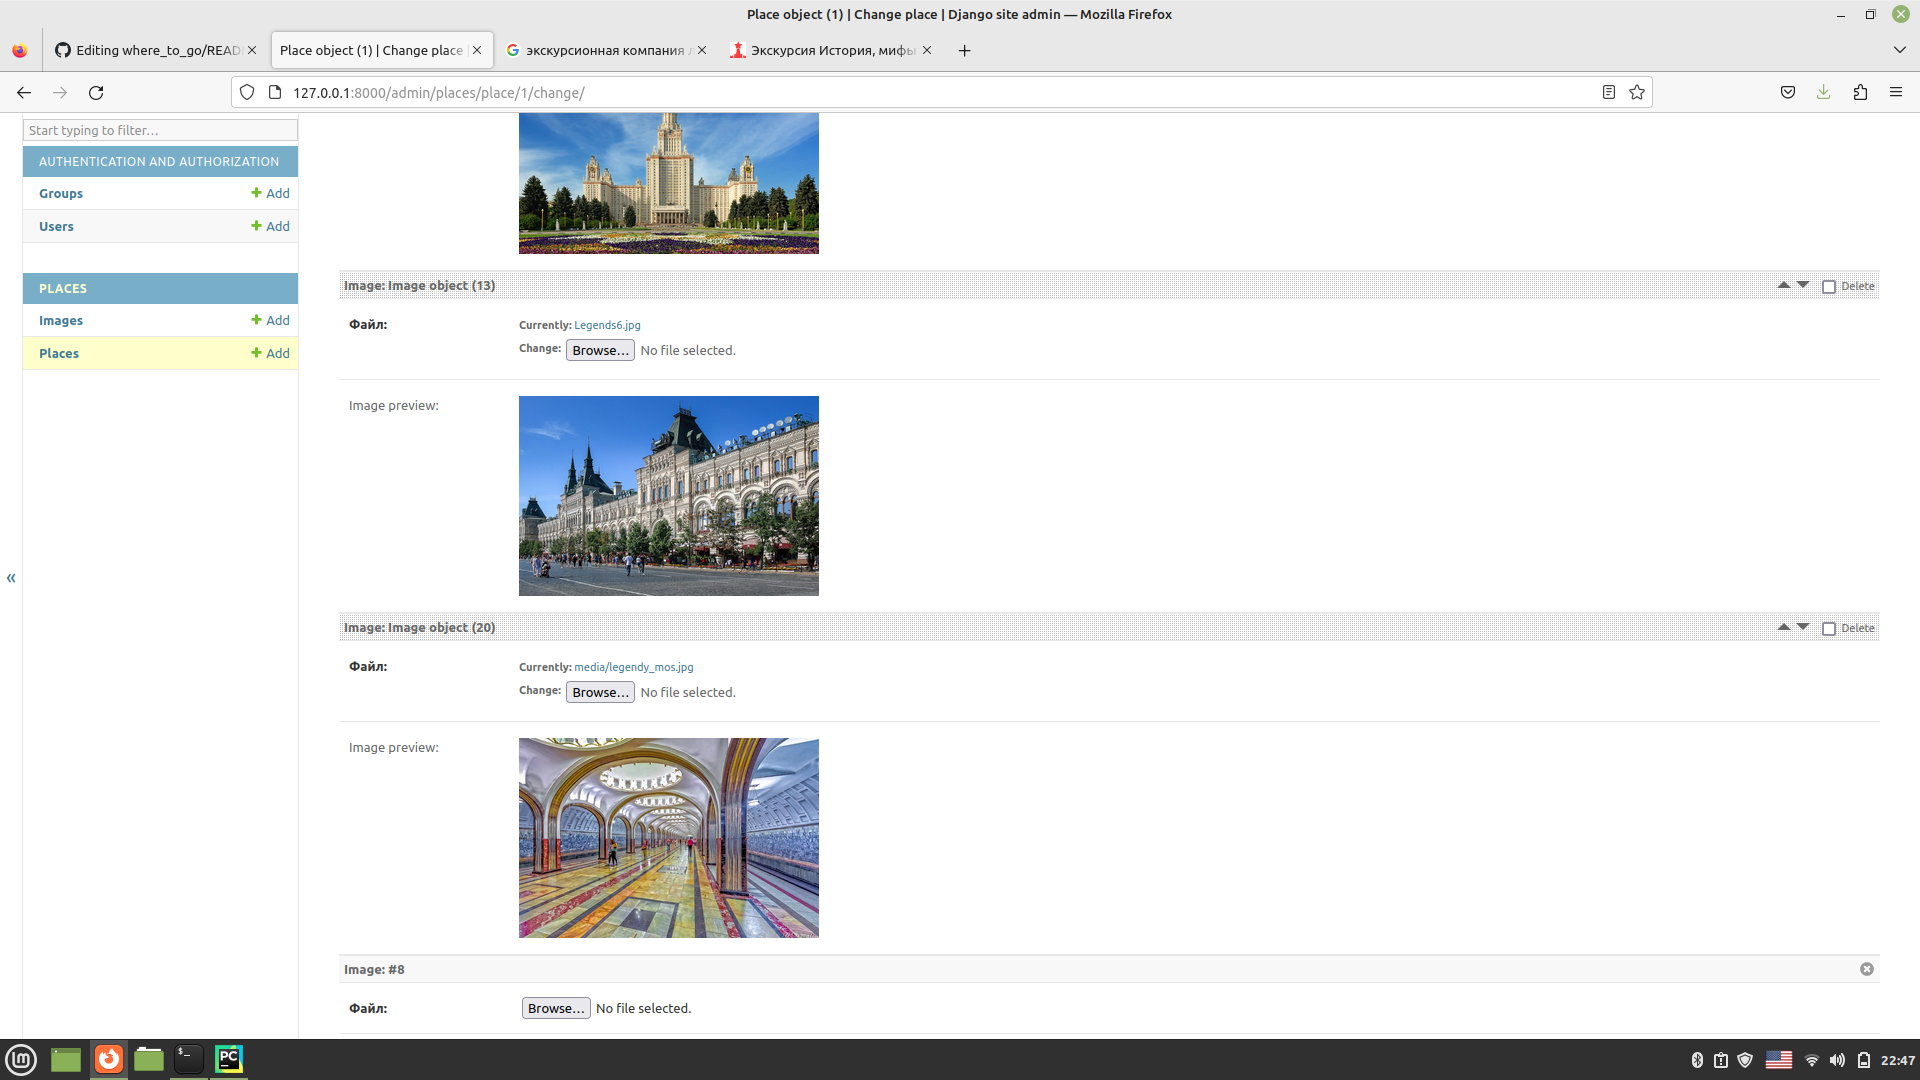 Place object (1) | Change place | Django site admin — Mozilla Firefox
Editing where_to_go/READ
Place object (1) | Change place
экскурсионная компания
Экскурсия История, мифы
127.0.0.1:8000/admin/places/place/1/change/
Start typing to filter…
AUTHENTICATION AND AUTHORIZATION
Groups
Add
Users
Add
PLACES
Images
Add
Places
Add
«
Image: Image object (13)
Delete
Файл:
Currently: Legends6.jpg
Change: Browse… No file selected.
Image preview:
Image: Image object (20)
Delete
Файл:
Currently: media/legendy_mos.jpg
Change: Browse… No file selected.
Image preview:
Image: #8
Файл:
Browse… No file selected.
lm
$_
PC
22:47